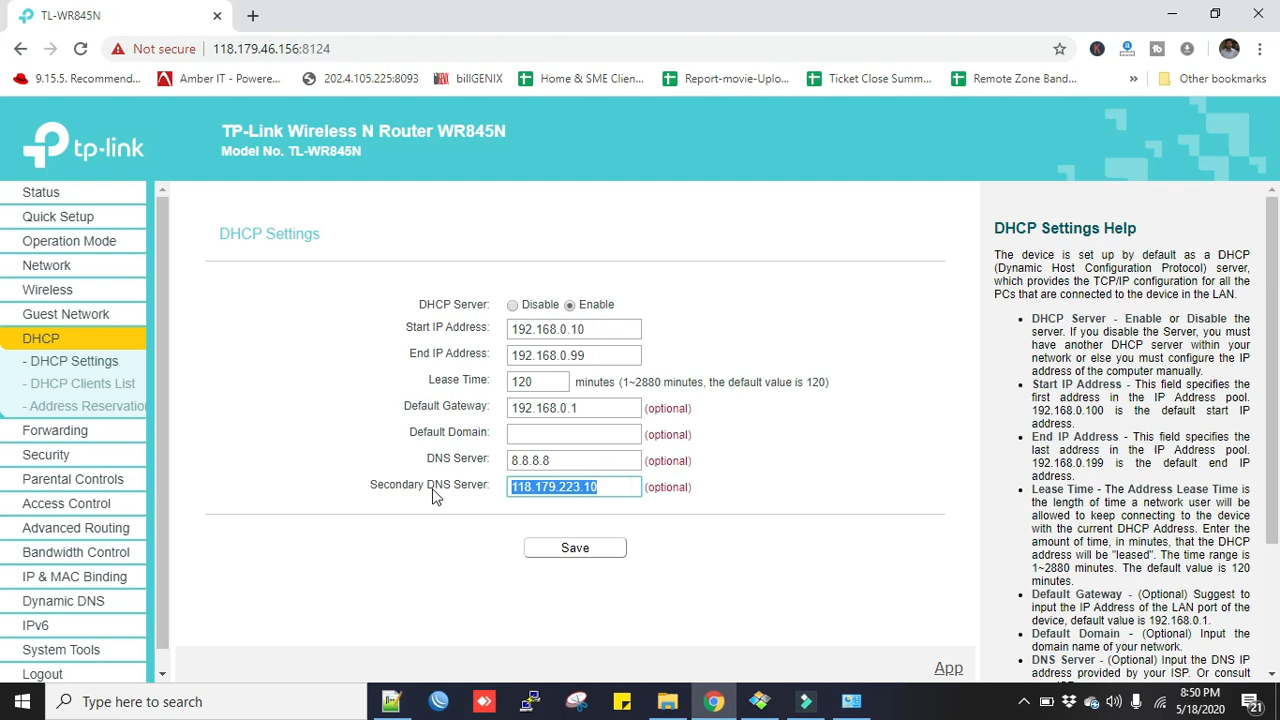 TL-WR845N
Not secure
118.179.46.156:8124
9.15.5. Recommend...
Amber IT - Powere...
202.4.105.225:8093
billGENIX
Home & SME Clien...
Report-movie-Uplo...
Ticket Close Summ...
Remote Zone Band...
»
Other bookmarks
tp-link
TP-Link Wireless N Router WR845N
Model No. TL-WR845N
Status
Quick Setup
Operation Mode
Network
Wireless
Guest Network
DHCP
- DHCP Settings
- DHCP Clients List
- Address Reservatio
Forwarding
Security
Parental Controls
Access Control
Advanced Routing
Bandwidth Control
IP & MAC Binding
Dynamic DNS
IPv6
System Tools
Logout
DHCP Settings
DHCP Server: Disable Enable
Start IP Address: 192.168.0.10
End IP Address: 192.168.0.99
Lease Time: 120 minutes (1~2880 minutes, the default value is 120)
Default Gateway: 192.168.0.1 (optional)
Default Domain: (optional)
DNS Server: 8.8.8.8 (optional)
Secondary DNS Server: 118.179.223.10 (optional)
Save
App
DHCP Settings Help
The device is set up by default as a DHCP
(Dynamic Host Configuration Protocol) server,
which provides the TCP/IP configuration for all the
PCs that are connected to the device in the LAN.
• DHCP Server - Enable or Disable the
server. If you disable the Server, you must
have another DHCP server within your
network or else you must configure the IP
address of the computer manually.
• Start IP Address - This field specifies the
first address in the IP Address pool.
192.168.0.100 is the default start IP
address.
• End IP Address - This field specifies the
last address in the IP Address pool.
192.168.0.199 is the default end IP
address.
• Lease Time - The Address Lease Time is
the length of time a network user will be
allowed to keep connecting to the device
with the current DHCP Address. Enter the
amount of time, in minutes, that the DHCP
address will be "leased". The time range is
1~2880 minutes. The default value is 120
minutes.
• Default Gateway - (Optional) Suggest to
input the IP Address of the LAN port of the
device, default value is 192.168.0.1.
• Default Domain - (Optional) Input the
domain name of your network.
• DNS Server - (Optional) Input the DNS IP
address provided by your ISP. Or consult
Type here to search
8:50 PM
5/18/2020
21